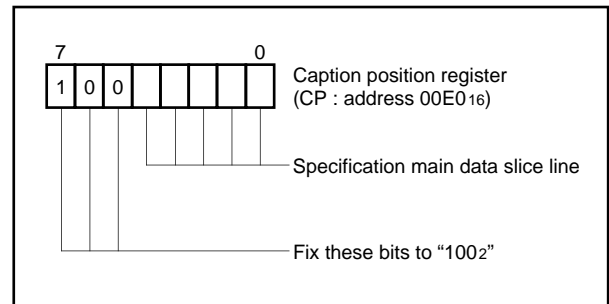 7 0
1 0 0
Caption position register
(CP : address 00E016)
Specification main data slice line
Fix these bits to “1002”